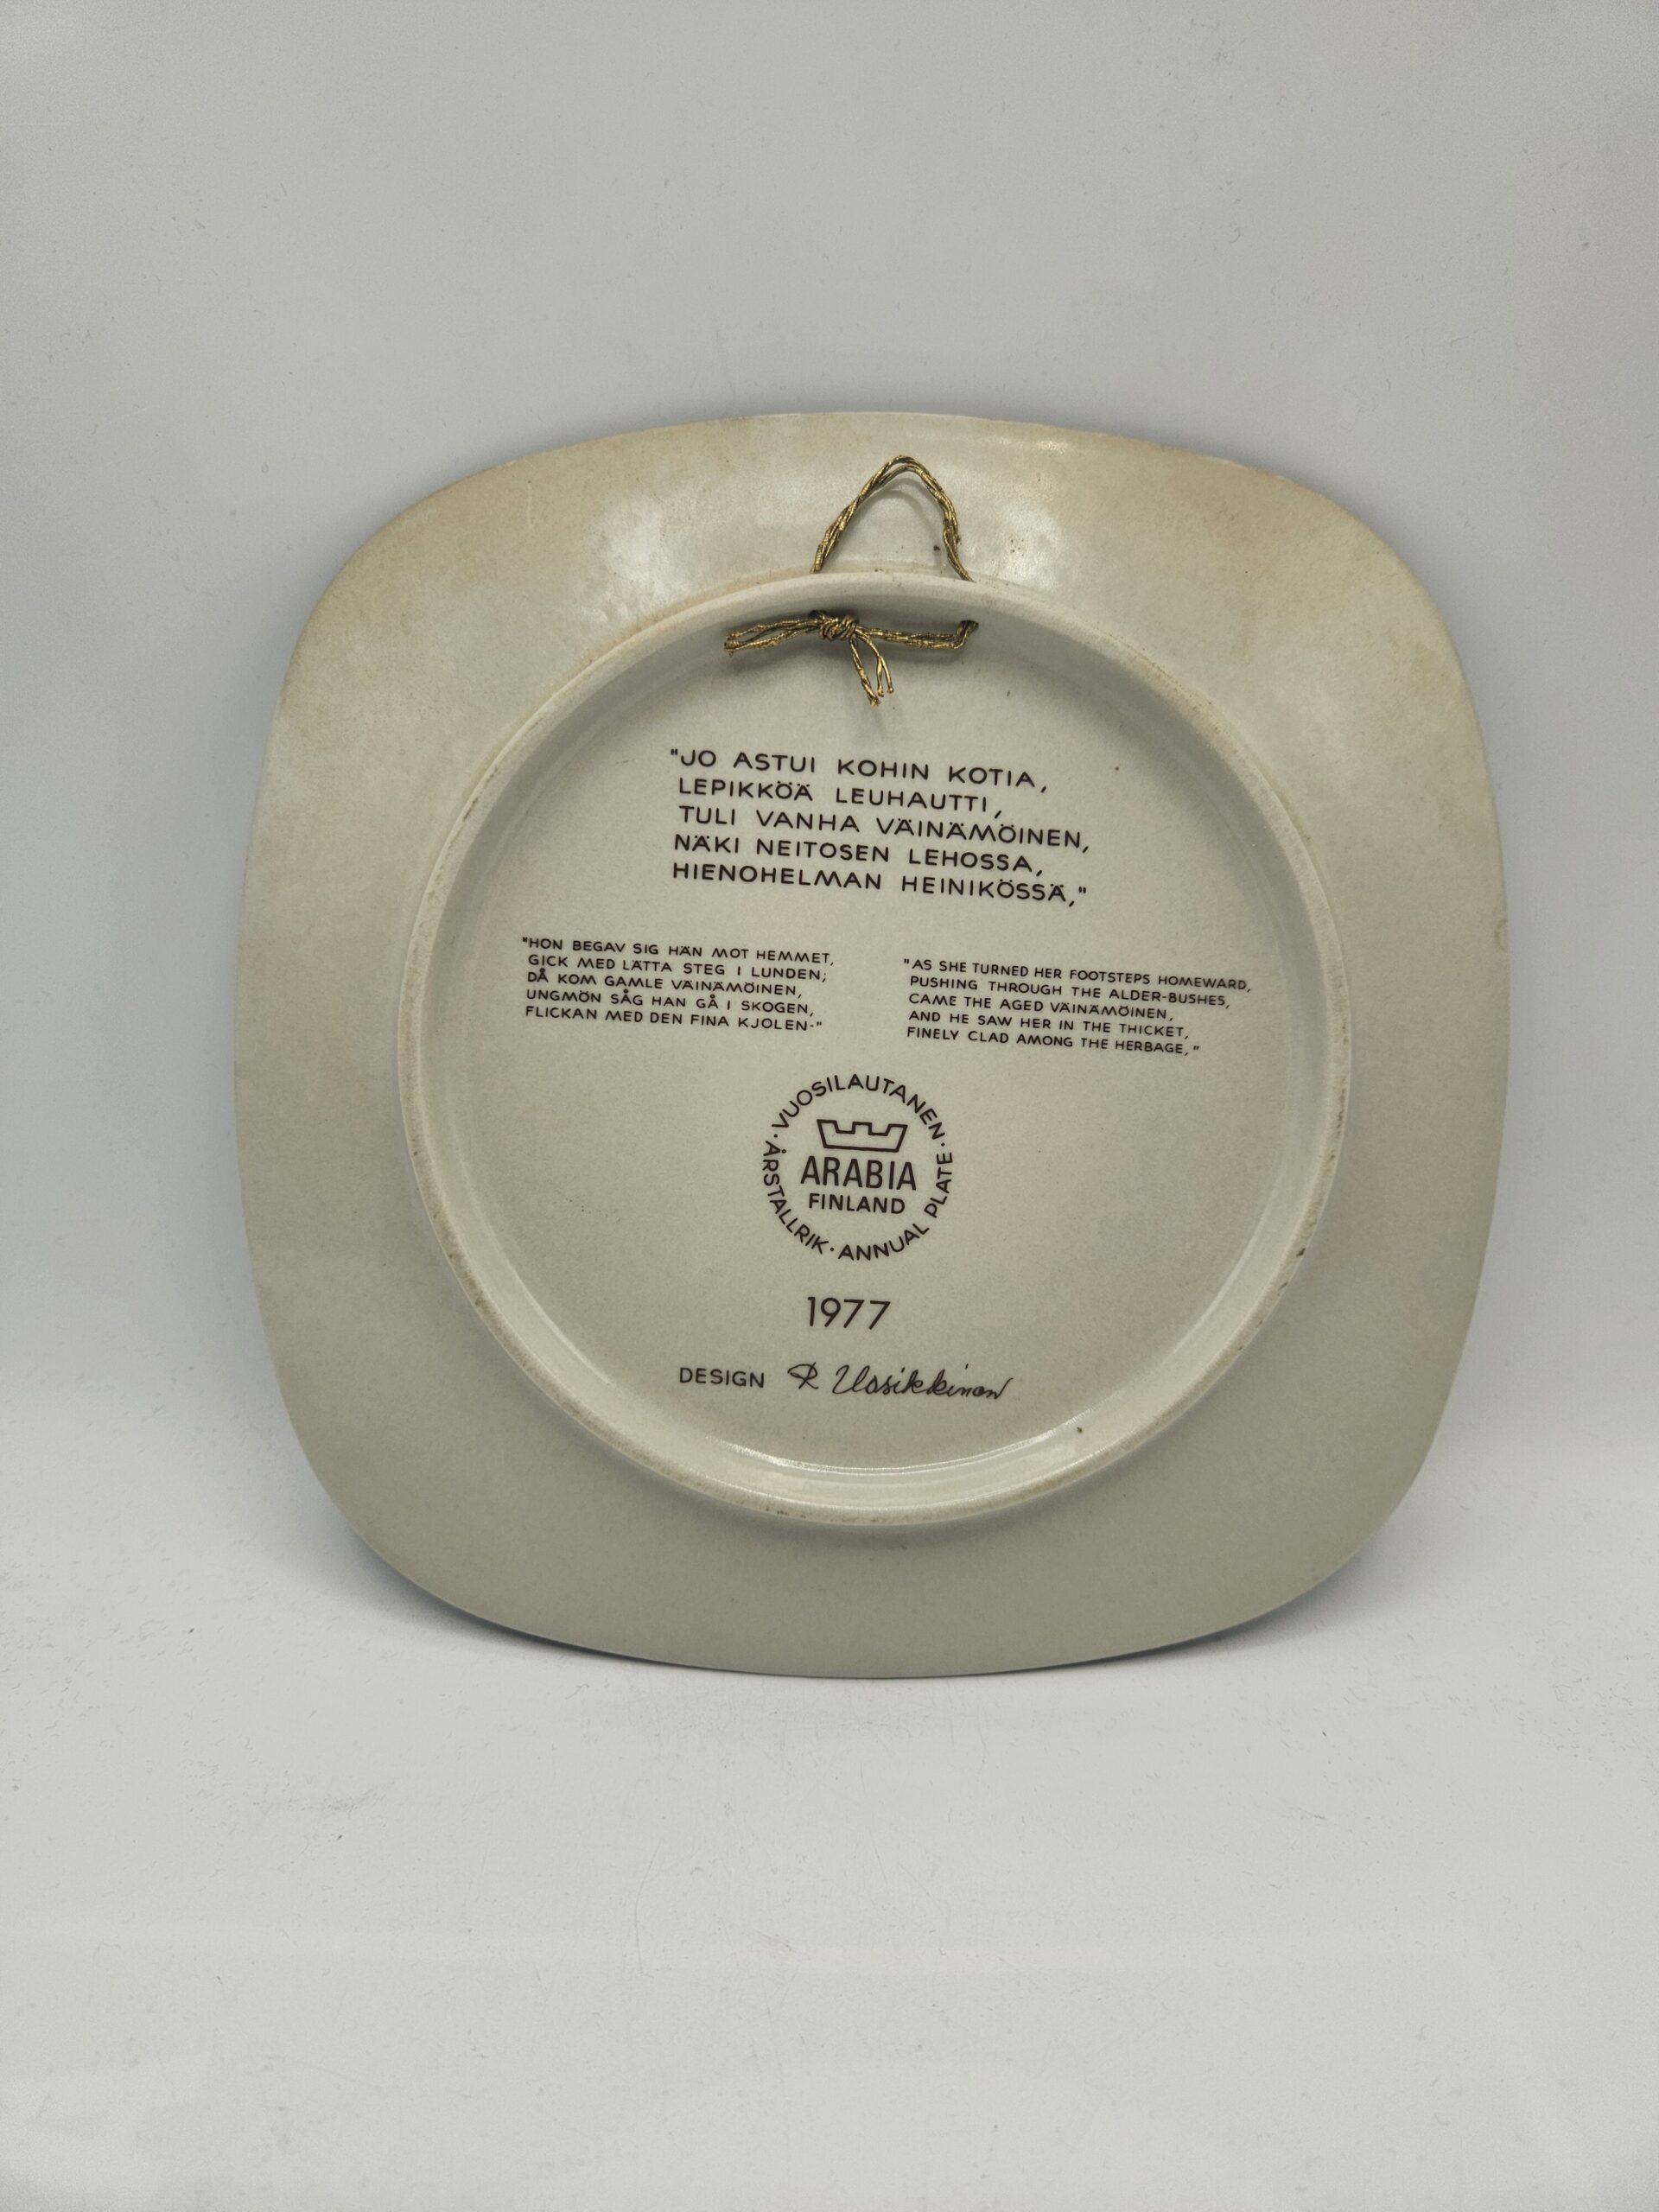 "JO ASTUI KOHIN KOTIA,
LEPIKKÖÄ LEUHAUTTI,
TULI VANHA VÄINÄMÖINEN,
NÄKI NEITOSEN LEHOSSA,
HIENOHELMAN HEINIKÖSSÄ,"
"HON BEGAV SIG HÄN MOT HEMMET,
GICK MED LÄTTA STEG I LUNDEN;
DÅ KOM GAMLE VÄINÄMÖINEN,
UNGMÖN SÅG HAN GÅ I SKOGEN,
FLICKAN MED DEN FINA KJOLEN-"
"AS SHE TURNED HER FOOTSTEPS HOMEWARD,
PUSHING THROUGH THE ALDER-BUSHES,
CAME THE AGED VÄINÄMÖINEN,
AND HE SAW HER IN THE THICKET,
FINELY CLAD AMONG THE HERBAGE,"
·VUOSILAUTANEN·
ARABIA
FINLAND
ÅRSTALLRIK·ANNUAL PLATE
1977
DESIGN R Uosikkinen